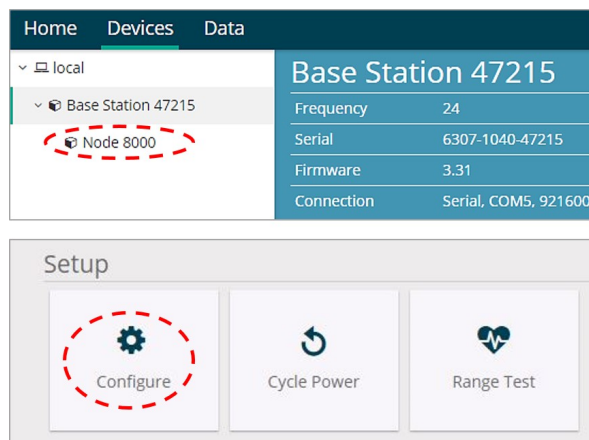 Home Devices Data
local
Base Station 47215
Node 8000
Base Station 47215
Frequency 24
Serial 6307-1040-47215
Firmware 3.31
Connection Serial, COM5, 921600
Setup
Configure Cycle Power Range Test